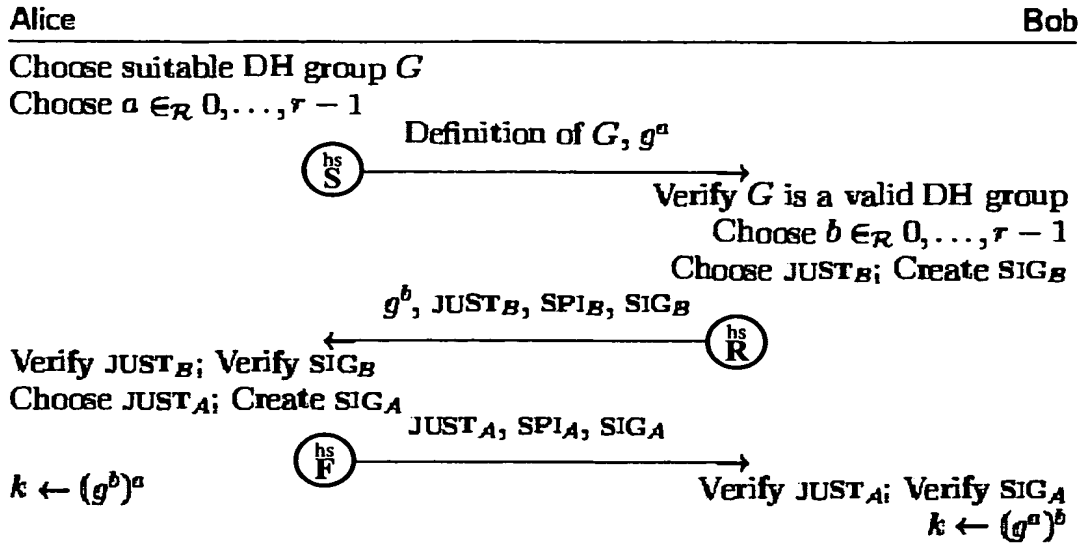 Alice Bob
Choose suitable DH group G
Choose a ∈_R 0, . . . , r − 1
Definition of G, g^a
hs
S
Verify G is a valid DH group
Choose b ∈_R 0, . . . , r − 1
Choose JUST_B; Create SIG_B
g^b, JUST_B, SPI_B, SIG_B
hs
R
Verify JUST_B; Verify SIG_B
Choose JUST_A; Create SIG_A
JUST_A, SPI_A, SIG_A
hs
F
k ← (g^b)^a
Verify JUST_A; Verify SIG_A
k ← (g^a)^b